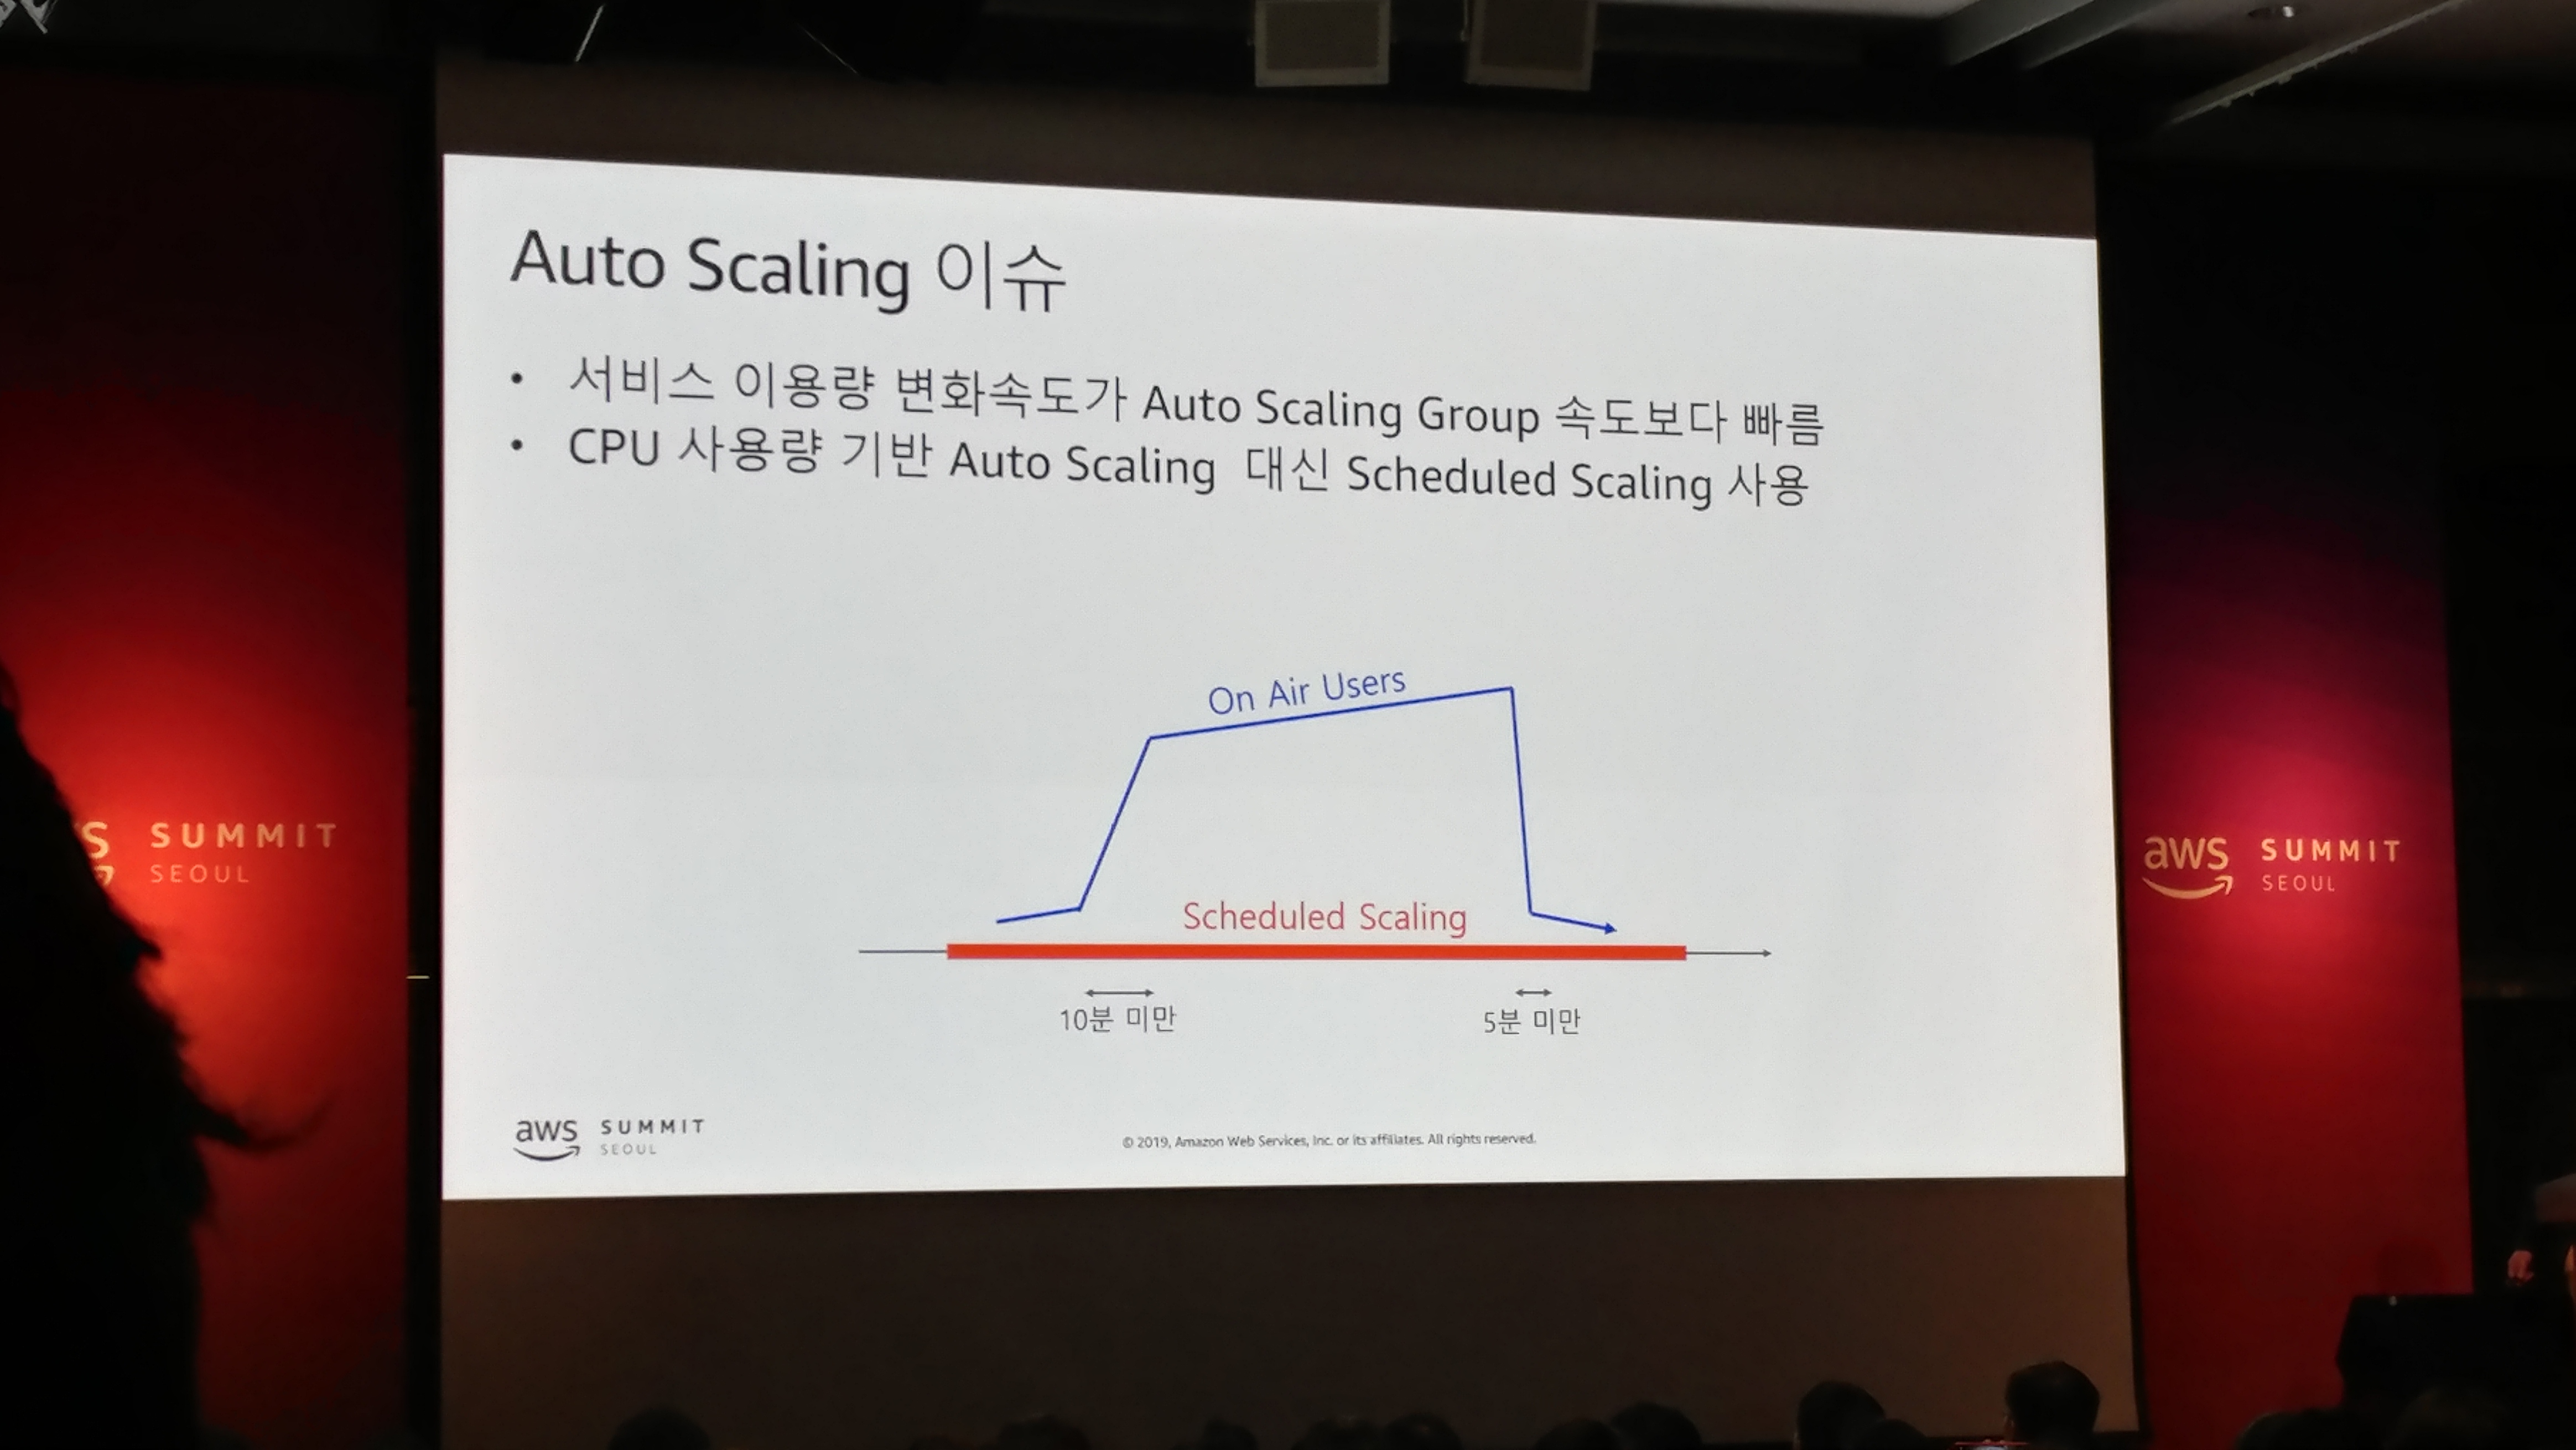 Auto Scaling 이슈
• 서비스 이용량 변화속도가 Auto Scaling Group 속도보다 빠름
• CPU 사용량 기반 Auto Scaling 대신 Scheduled Scaling 사용
On Air Users
Scheduled Scaling
10분 미만
5분 미만
aws SUMMIT
SEOUL
© 2019, Amazon Web Services, Inc. or its affiliates. All rights reserved.
SUMMIT
SEOUL
aws SUMMIT
SEOUL